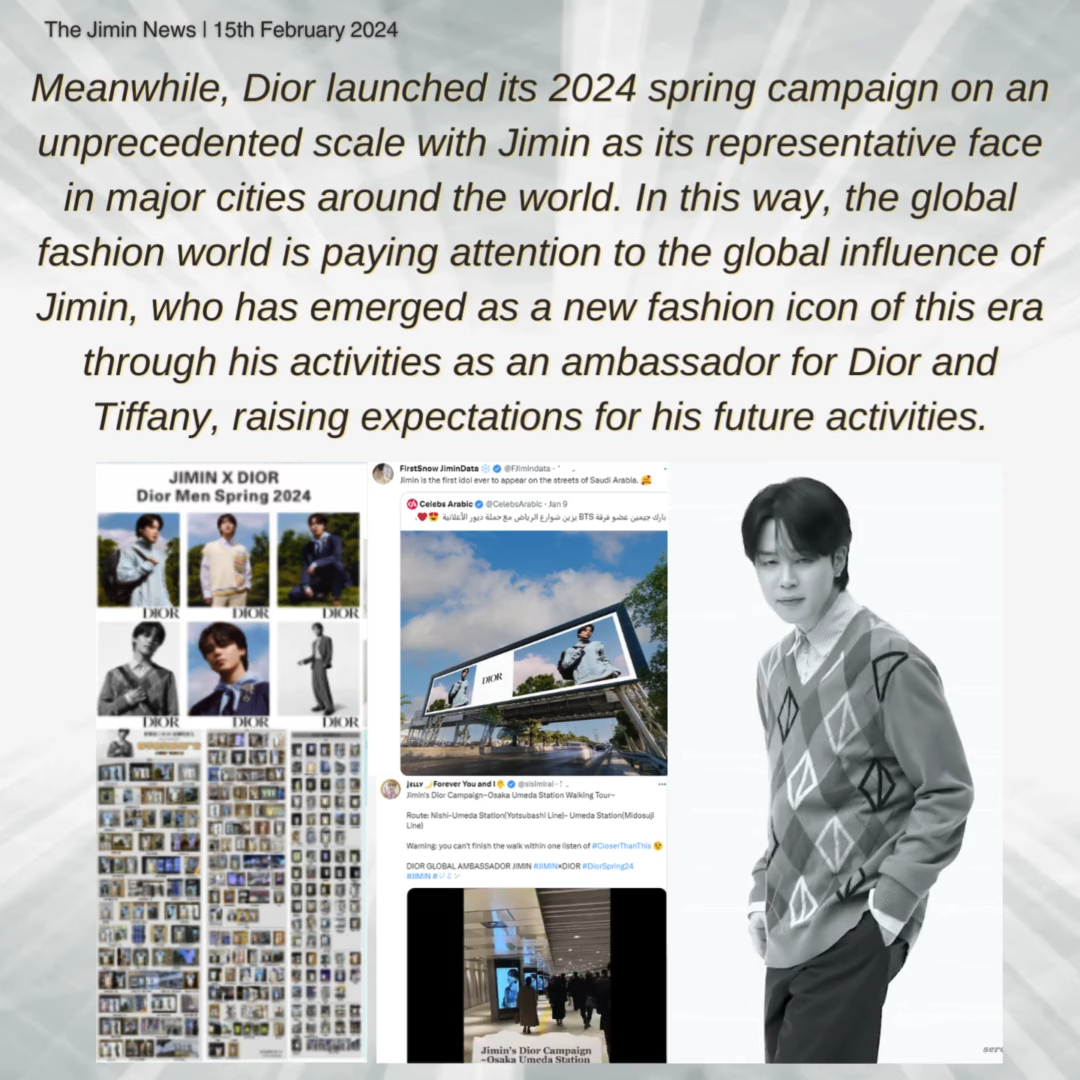 The Jimin News | 15th February 2024
Meanwhile, Dior launched its 2024 spring campaign on an
unprecedented scale with Jimin as its representative face
in major cities around the world. In this way, the global
fashion world is paying attention to the global influence of
Jimin, who has emerged as a new fashion icon of this era
through his activities as an ambassador for Dior and
Tiffany, raising expectations for his future activities.
JIMIN X DIOR
Dior Men Spring 2024
DIOR DIOR DIOR
DIOR DIOR DIOR
FirstSnow JiminData @FJimindata
Jimin is the first idol ever to appear on the streets of Saudi Arabia. 🥰
Celebs Arabic @CelebsArabic · Jan 9
بارك جيمين عضو فرقة BTS يزين شوارع الرياض مع حملة ديور الأعلانية 😍❤️.
DIOR
jᴇʟʟʏ 🌙Forever You and I @sisimirai
Jimin's Dior Campaign~Osaka Umeda Station Walking Tour~
Route: Nishi-Umeda Station(Yotsubashi Line)- Umeda Station(Midosuji
Line)
Warning: you can't finish the walk within one listen of #CloserThanThis 😉
DIOR GLOBAL AMBASSADOR JIMIN #JIMIN×DIOR #DiorSpring24
#JIMIN #ジミン
Jimin's Dior Campaign
~Osaka Umeda Station